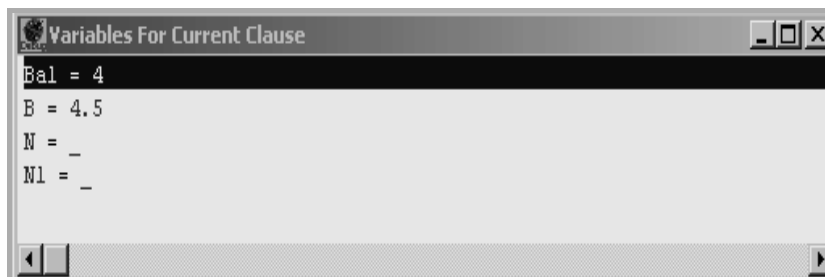 Variables For Current Clause
Bal = 4
B = 4.5
N = _
N1 = _